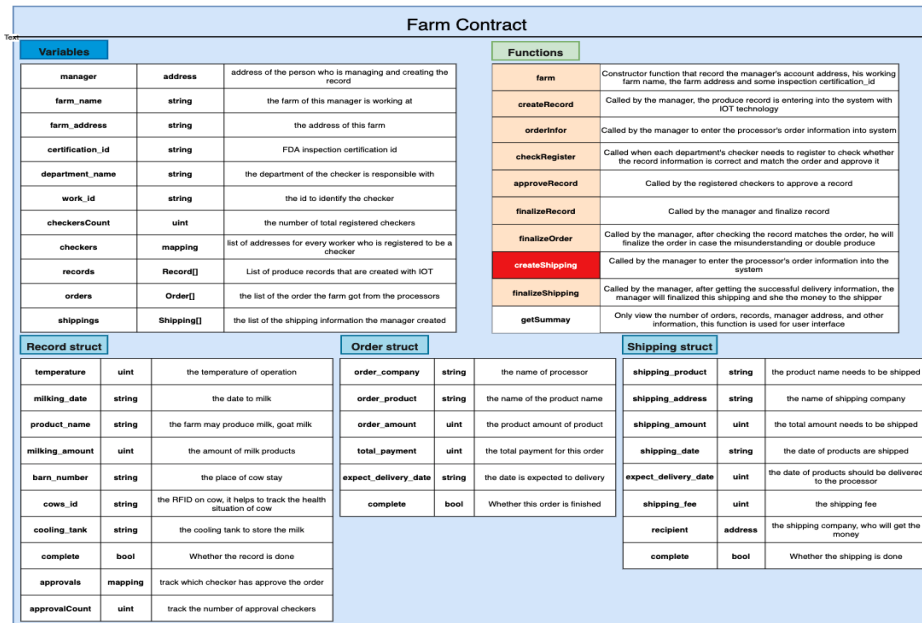 Farm Contract
Text
Variables
manager address address of the person who is managing and creating the
record
farm_name string the farm of this manager is working at
farm_address string the address of this farm
certification_id string FDA inspection certification id
department_name string the department of the checker is responsible with
work_id string the id to identify the checker
checkersCount uint the number of total registered checkers
checkers mapping list of addresses for every worker who is registered to be a
checker
records Record[] List of produce records that are created with IOT
orders Order[] the list of the order the farm got from the processors
shippings Shipping[] the list of the shipping information the manager created
Functions
farm Constructor function that record the manager's account address, his working
farm name, the farm address and some inspection certification_id
createRecord Called by the manager, the produce record is entering into the system with
IOT technology
orderInfor Called by the manager to enter the processor's order information into system
checkRegister Called when each department's checker needs to register to check whether
the record information is correct and match the order and approve it
approveRecord Called by the registered checkers to approve a record
finalizeRecord Called by the manager and finalize record
finalizeOrder Called by the manager, after checking the record matches the order, he will
finalize the order in case the misunderstanding or double produce
createShipping Called by the manager to enter the processor's order information into the
system
finalizeShipping Called by the manager, after getting the successful delivery information, the
manager will finalized this shipping and she the money to the shipper
getSummay Only view the number of orders, records, manager address, and other
information, this function is used for user interface
Record struct
temperature uint the temperature of operation
milking_date string the date to milk
product_name string the farm may produce milk, goat milk
milking_amount uint the amount of milk products
barn_number string the place of cow stay
cows_id string the RFID on cow, it helps to track the health
situation of cow
cooling_tank string the cooling tank to store the milk
complete bool Whether the record is done
approvals mapping track which checker has approve the order
approvalCount uint track the number of approval checkers
Order struct
order_company string the name of processor
order_product string the name of the product name
order_amount uint the product amount of product
total_payment uint the total payment for this order
expect_delivery_date string the date is expected to delivery
complete bool Whether this order is finished
Shipping struct
shipping_product string the product name needs to be shipped
shipping_address string the name of shipping company
shipping_amount uint the total amount needs to be shipped
shipping_date string the date of products are shipped
expect_delivery_date uint the date of products should be delivered
to the processor
shipping_fee uint the shipping fee
recipient address the shipping company, who will get the
money
complete bool Whether the shipping is done